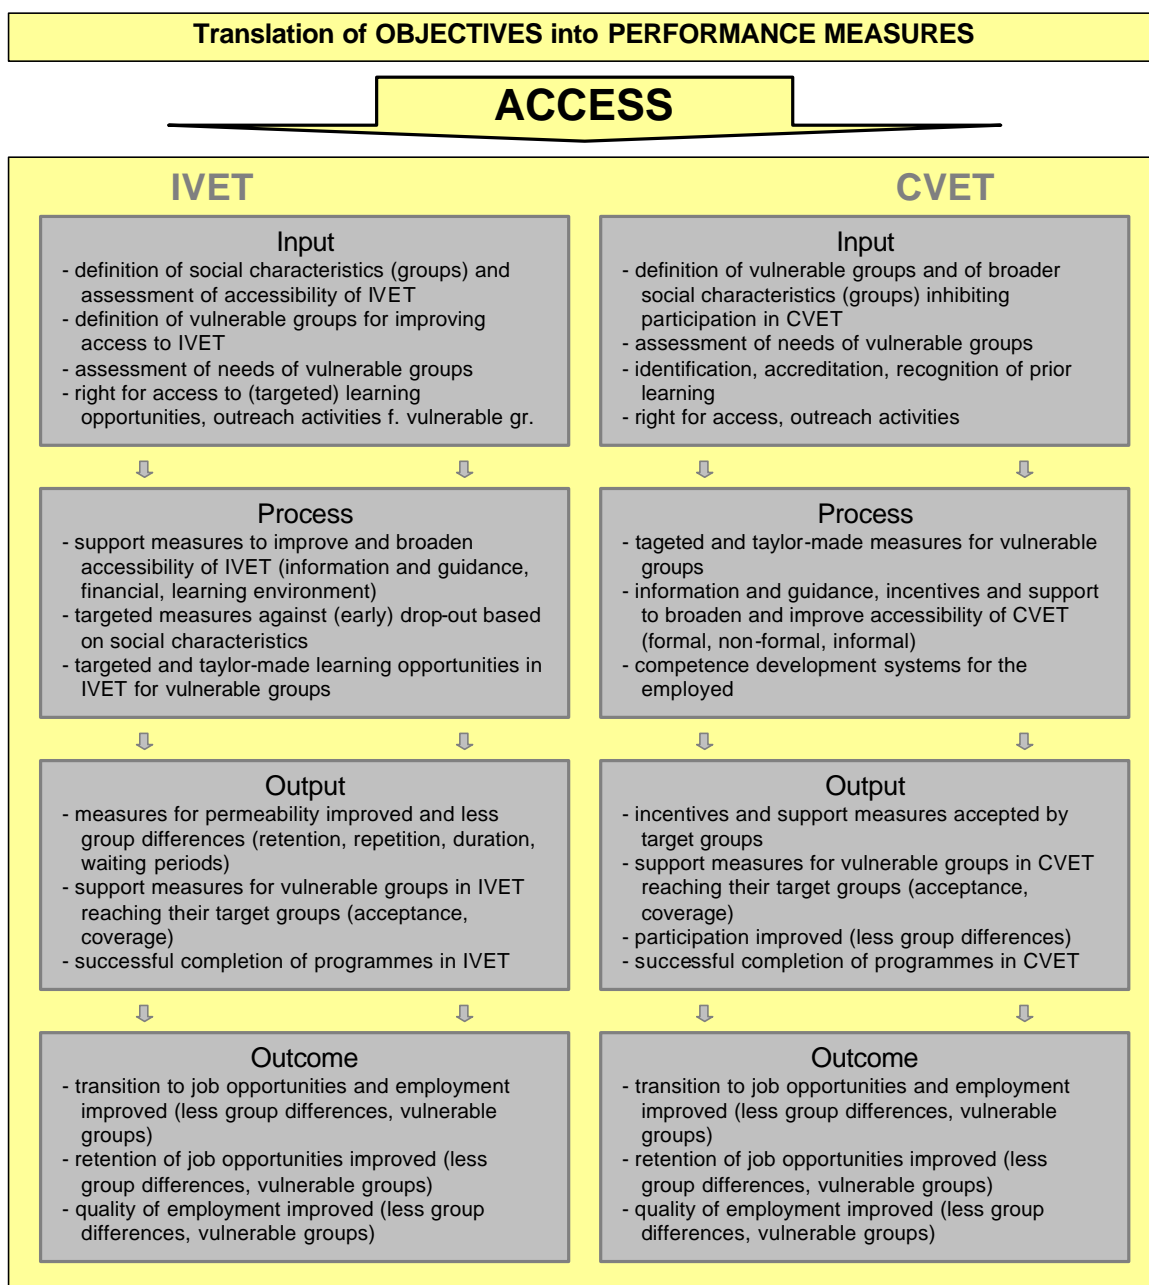 Translation of OBJECTIVES into PERFORMANCE MEASURES
ACCESS
IVET
Input
- definition of social characteristics (groups) and
assessment of accessibility of IVET
- definition of vulnerable groups for improving
access to IVET
- assessment of needs of vulnerable groups
- right for access to (targeted) learning
opportunities, outreach activities f. vulnerable gr.
Process
- support measures to improve and broaden
accessibility of IVET (information and guidance,
financial, learning environment)
- targeted measures against (early) drop-out based
on social characteristics
- targeted and taylor-made learning opportunities in
IVET for vulnerable groups
Output
- measures for permeability improved and less
group differences (retention, repetition, duration,
waiting periods)
- support measures for vulnerable groups in IVET
reaching their target groups (acceptance,
coverage)
- successful completion of programmes in IVET
Outcome
- transition to job opportunities and employment
improved (less group differences, vulnerable
groups)
- retention of job opportunities improved (less
group differences, vulnerable groups)
- quality of employment improved (less group
differences, vulnerable groups)
CVET
Input
- definition of vulnerable groups and of broader
social characteristics (groups) inhibiting
participation in CVET
- assessment of needs of vulnerable groups
- identification, accreditation, recognition of prior
learning
- right for access, outreach activities
Process
- tageted and taylor-made measures for vulnerable
groups
- information and guidance, incentives and support
to broaden and improve accessibility of CVET
(formal, non-formal, informal)
- competence development systems for the
employed
Output
- incentives and support measures accepted by
target groups
- support measures for vulnerable groups in CVET
reaching their target groups (acceptance,
coverage)
- participation improved (less group differences)
- successful completion of programmes in CVET
Outcome
- transition to job opportunities and employment
improved (less group differences, vulnerable
groups)
- retention of job opportunities improved (less
group differences, vulnerable groups)
- quality of employment improved (less group
differences, vulnerable groups)